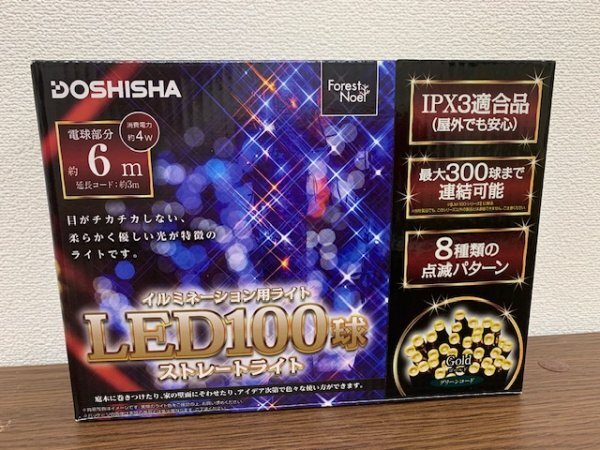 DOSHISHA
Forest
Noel
電球部分
約6m
延長コード:約3m
消費電力
約4W
目がチカチカしない、
柔らかく優しい光が特徴の
ライトです。
イルミネーション用ライト
LED100球
ストレートライト
庭木に巻きつけたり、家の壁面にそわせたり、アイデア次第で色々な使い方ができます。
IPX3適合品
(屋外でも安心)
最大300球まで
連結可能
8種類の
点滅パターン
Gold
グリーンコード